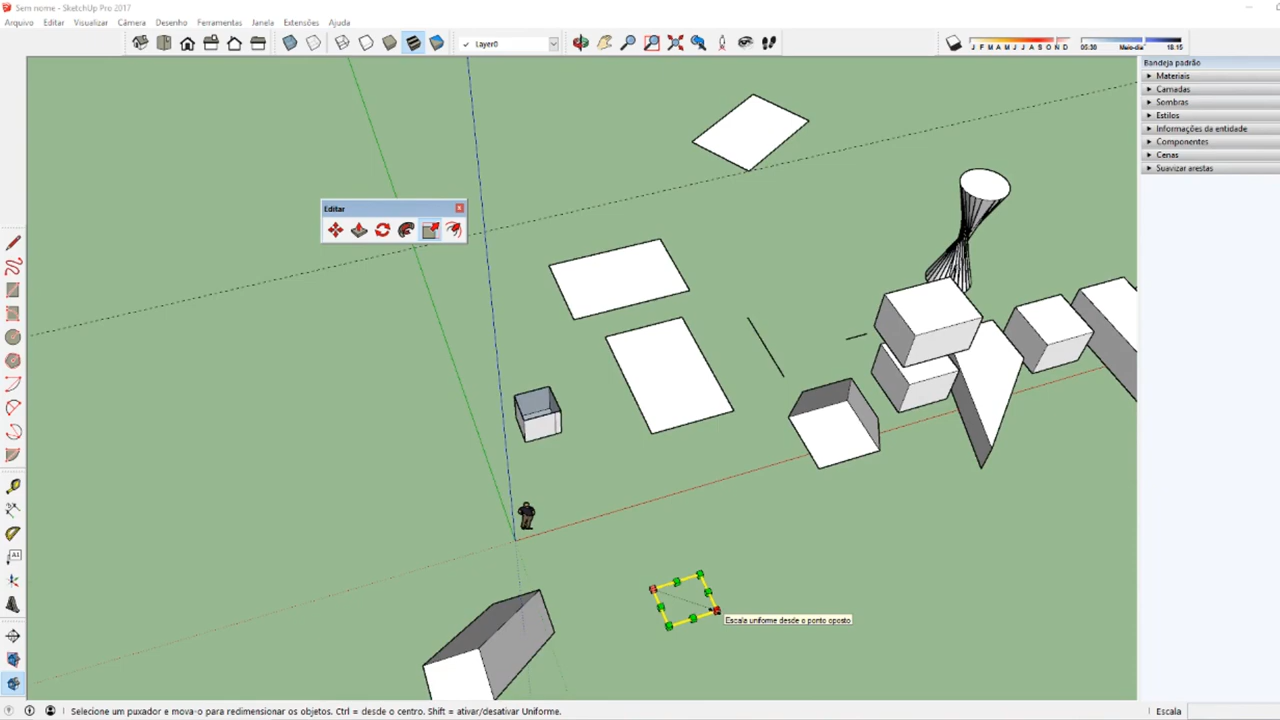 Sem nome - SketchUp Pro 2017
Arquivo Editar Visualizar Câmera Desenho Ferramentas Janela Extensões Ajuda
Layer0
J F M A M J J A S O N D
05:30 Meio-dia 18:15
Bandeja padrão
Materiais
Camadas
Sombras
Estilos
Informações da entidade
Componentes
Cenas
Suavizar arestas
Editar
A1
Escala uniforme desde o ponto oposto
Selecione um puxador e mova-o para redimensionar os objetos. Ctrl = desde o centro. Shift = ativar/desativar Uniforme.
Escala